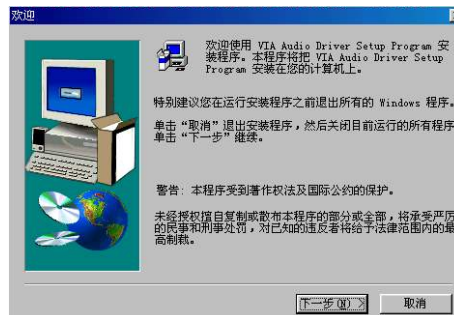 欢迎
欢迎使用 VIA Audio Driver Setup Program 安
装程序。本程序将把 VIA Audio Driver Setup
Program 安装在您的计算机上。
特别建议您在运行安装程序之前退出所有的 Windows 程序。
单击“取消”退出安装程序，然后关闭目前运行的所有程序
单击“下一步”继续。
警告: 本程序受到著作权法及国际公约的保护。
未经授权擅自复制或散布本程序的部分或全部，将承受严厉
的民事和刑事处罚，对已知的违反者将给予法律范围内的最
高制裁。
下一步(N) >
取消